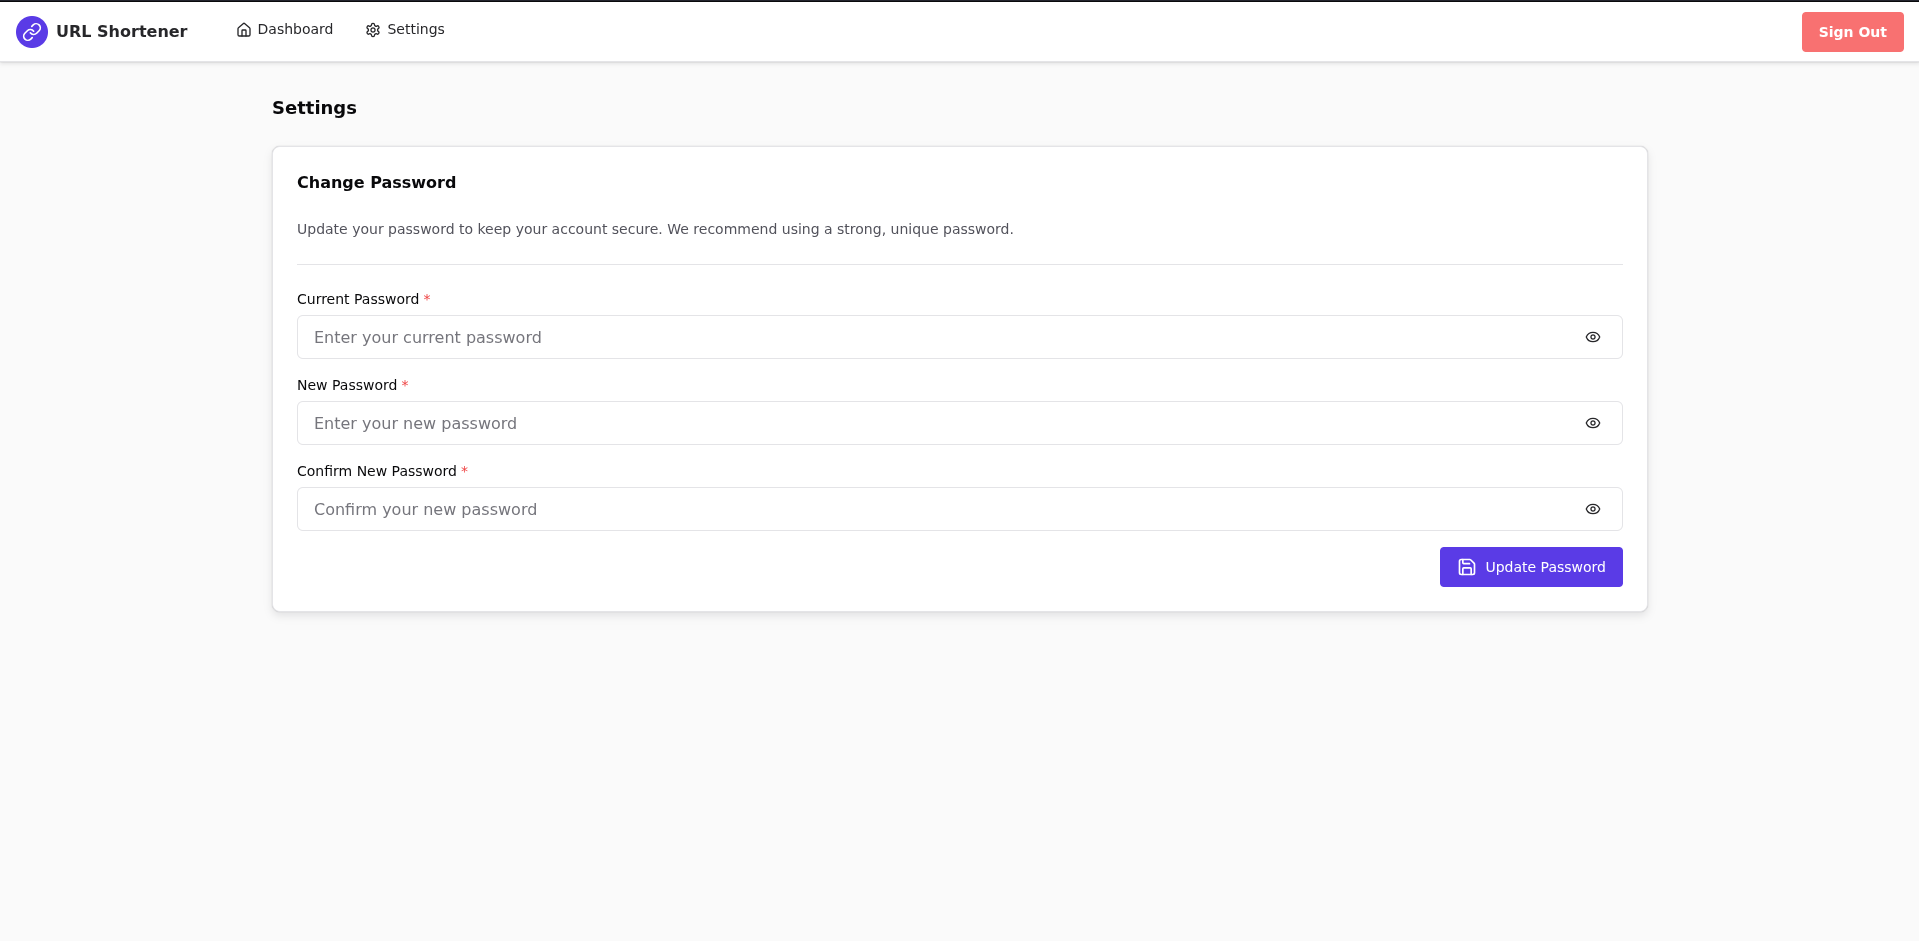 URL Shortener
Dashboard
Settings
Sign Out
Settings
Change Password
Update your password to keep your account secure. We recommend using a strong, unique password.
Current Password *
Enter your current password
New Password *
Enter your new password
Confirm New Password *
Confirm your new password
Update Password